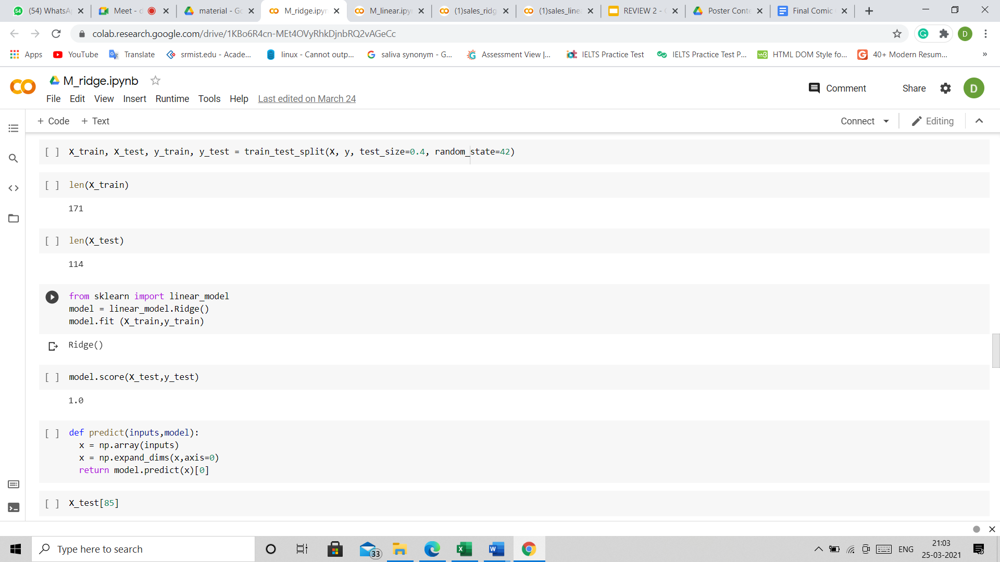 (54) WhatsA
Meet - d
material - Go
M_ridge.ipyn
M_linear.ipy
(1)sales_ridg
(1)sales_line
REVIEW 2 -
Poster Conte
Final Comic
colab.research.google.com/drive/1KBo6R4cn-MEt4OVyRhkDjnbRQ2vAGeCc
D
Apps
YouTube
Translate
srmist.edu - Acade...
linux - Cannot outp...
saliva synonym - G...
Assessment View |...
IELTS Practice Test
IELTS Practice Test P...
HTML DOM Style fo...
40+ Modern Resum...
»
M_ridge.ipynb
Comment
Share
D
File Edit View Insert Runtime Tools Help Last edited on March 24
+ Code + Text
Connect
Editing
[ ] X_train, X_test, y_train, y_test = train_test_split(X, y, test_size=0.4, random_state=42)
[ ] len(X_train)
171
[ ] len(X_test)
114
from sklearn import linear_model
model = linear_model.Ridge()
model.fit (X_train,y_train)
Ridge()
[ ] model.score(X_test,y_test)
1.0
[ ] def predict(inputs,model):
x = np.array(inputs)
x = np.expand_dims(x,axis=0)
return model.predict(x)[0]
[ ] X_test[85]
Type here to search
33
ENG
21:03
25-03-2021